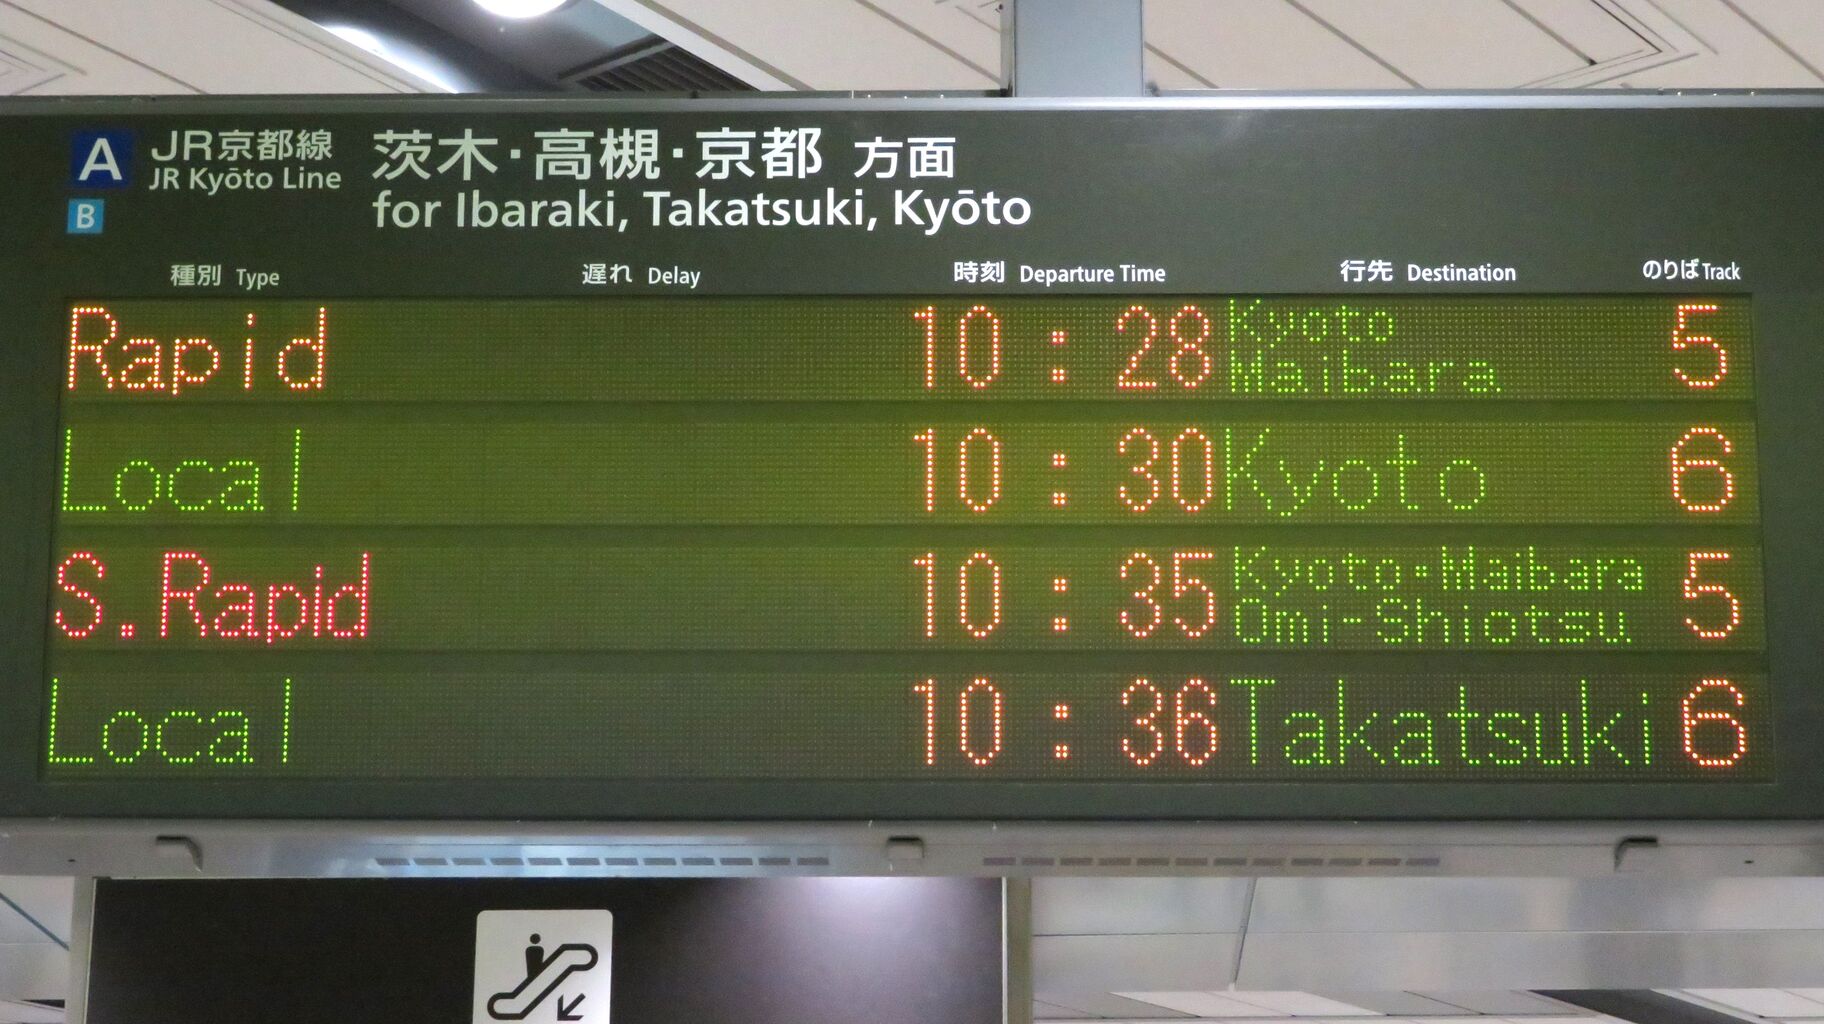 A JR京都線 茨木・高槻・京都 方面
JR Kyōto Line
B for Ibaraki, Takatsuki, Kyōto
種別 Type 遅れ Delay 時刻 Departure Time 行先 Destination のりば Track
Rapid 10:28 Kyoto Maibara 5
Local 10:30 Kyoto 6
S.Rapid 10:35 Kyoto·Maibara Omi-Shiotsu 5
Local 10:36 Takatsuki 6